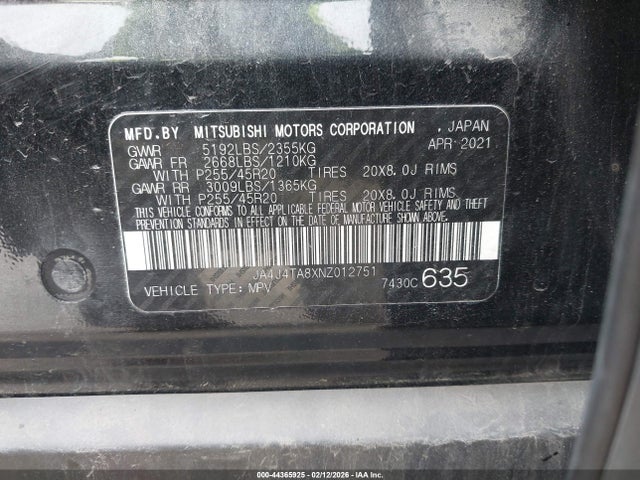 MFD.BY MITSUBISHI MOTORS CORPORATION , JAPAN
GVWR 5192LBS/2355KG APR 2021
GAWR FR 2668LBS/1210KG
WITH P255/45R20 TIRES 20X8.0J RIMS
GAWR RR 3009LBS/1365KG
WITH P255/45R20 TIRES 20X8.0J RIMS
THIS VEHICLE CONFORMS TO ALL APPLICABLE FEDERAL MOTOR VEHICLE SAFETY AND THEFT
PREVENTION STANDARDS IN EFFECT ON THE DATE OF MANUFACTURE SHOWN ABOVE.
JA4J4TA8XNZ012751
VEHICLE TYPE: MPV 7430C 635
000-44365925 - 02/12/2026 - IAA Inc.